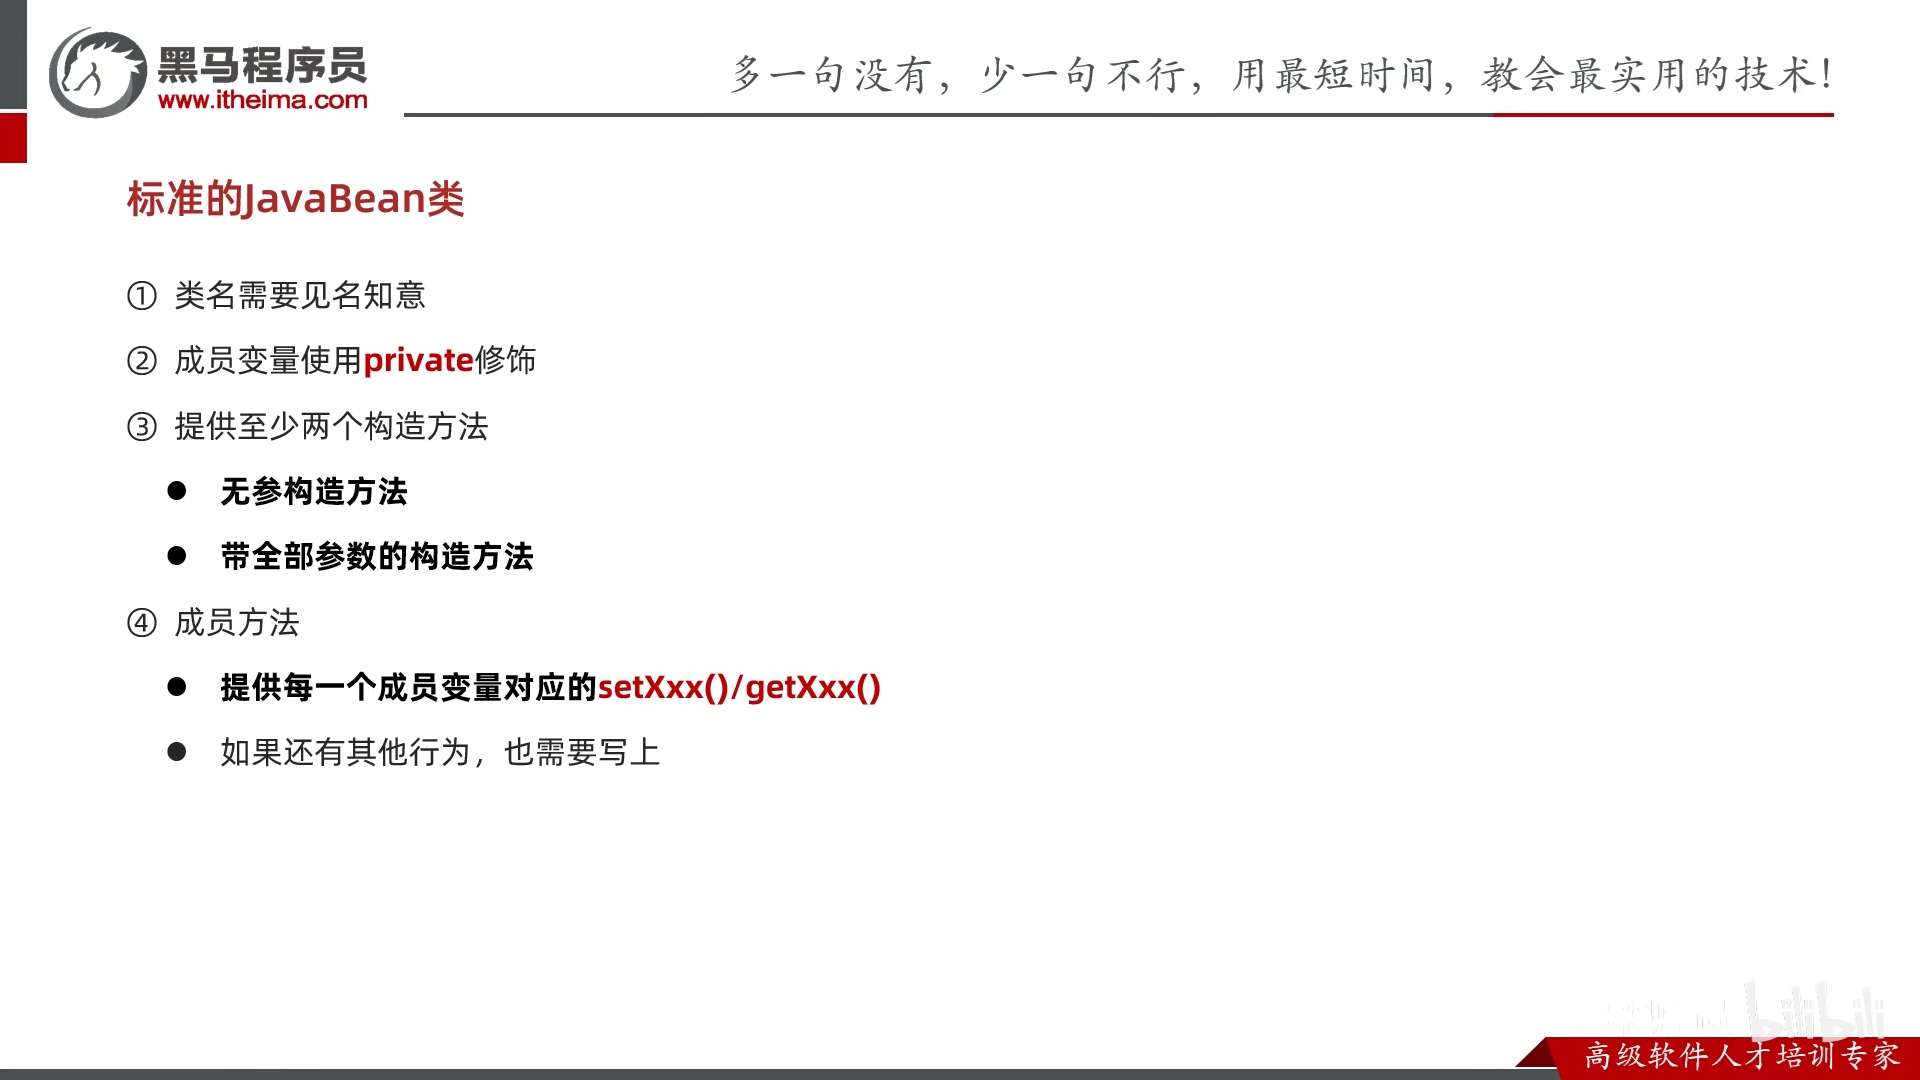 黑马程序员
www.itheima.com
多一句没有，少一句不行，用最短时间，教会最实用的技术！
标准的JavaBean类
① 类名需要见名知意
② 成员变量使用private修饰
③ 提供至少两个构造方法
● 无参构造方法
● 带全部参数的构造方法
④ 成员方法
● 提供每一个成员变量对应的setXxx()/getXxx()
● 如果还有其他行为，也需要写上
bilibili
高级软件人才培训专家